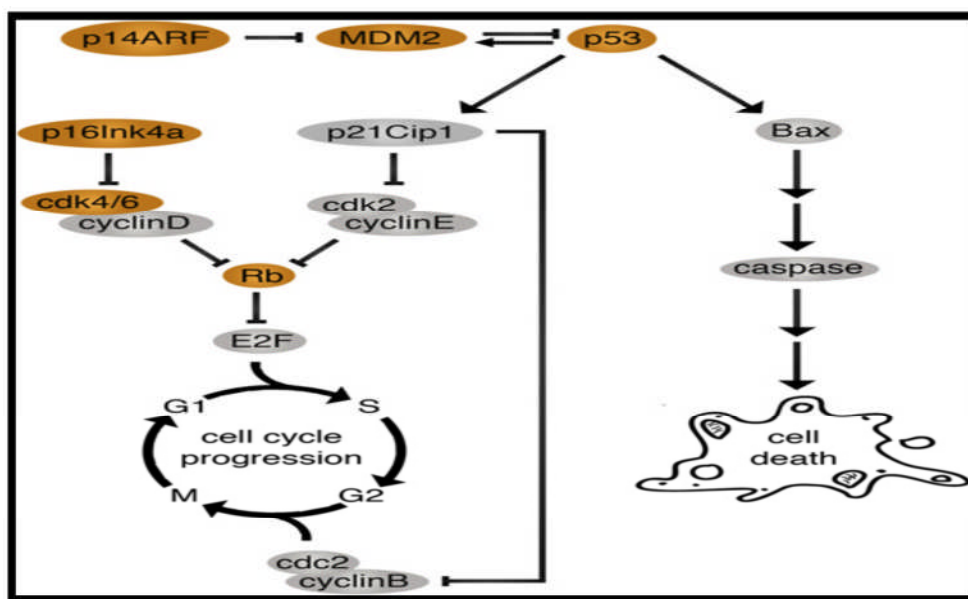 p14ARF
MDM2
p53
p16Ink4a
p21Cip1
Bax
cdk4/6
cyclinD
cdk2
cyclinE
Rb
caspase
E2F
G1
S
cell cycle
progression
M
G2
cell
death
cdc2
cyclinB